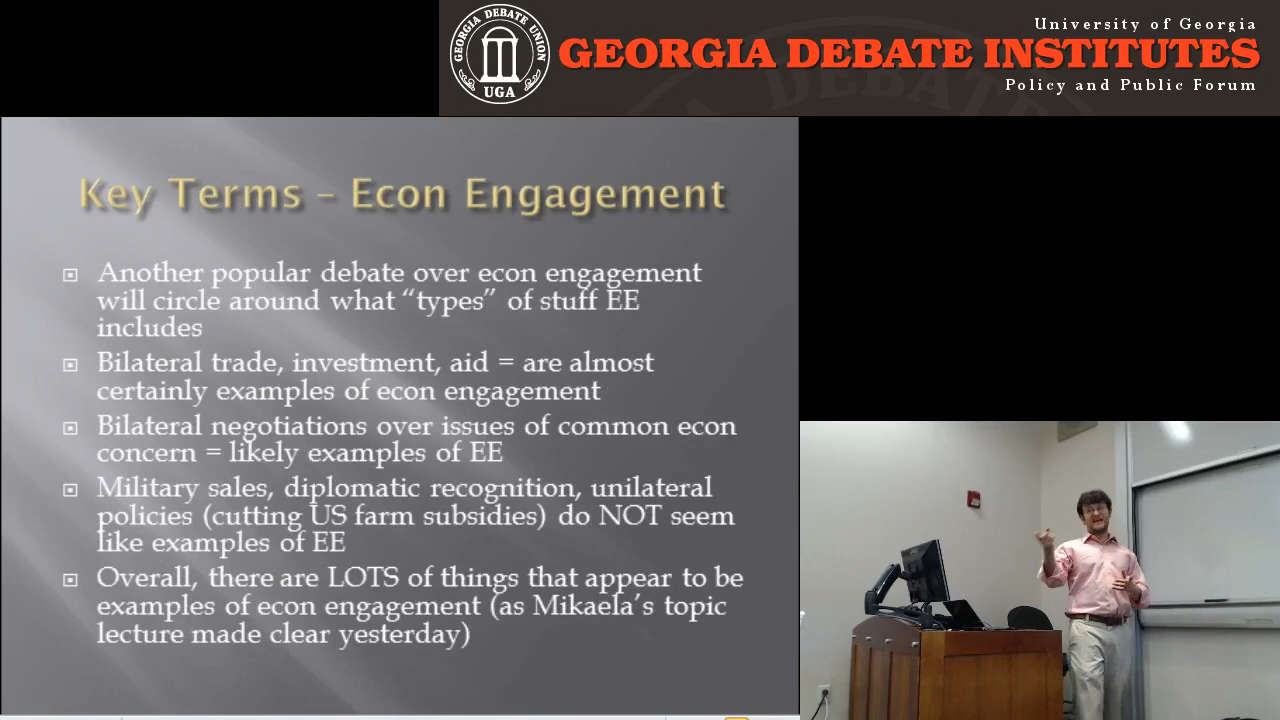 GEORGIA DEBATE UNION
UGA
University of Georgia
GEORGIA DEBATE INSTITUTES
Policy and Public Forum
Key Terms – Econ Engagement
Another popular debate over econ engagement
will circle around what “types” of stuff EE
includes
Bilateral trade, investment, aid = are almost
certainly examples of econ engagement
Bilateral negotiations over issues of common econ
concern = likely examples of EE
Military sales, diplomatic recognition, unilateral
policies (cutting US farm subsidies) do NOT seem
like examples of EE
Overall, there are LOTS of things that appear to be
examples of econ engagement (as Mikaela’s topic
lecture made clear yesterday)